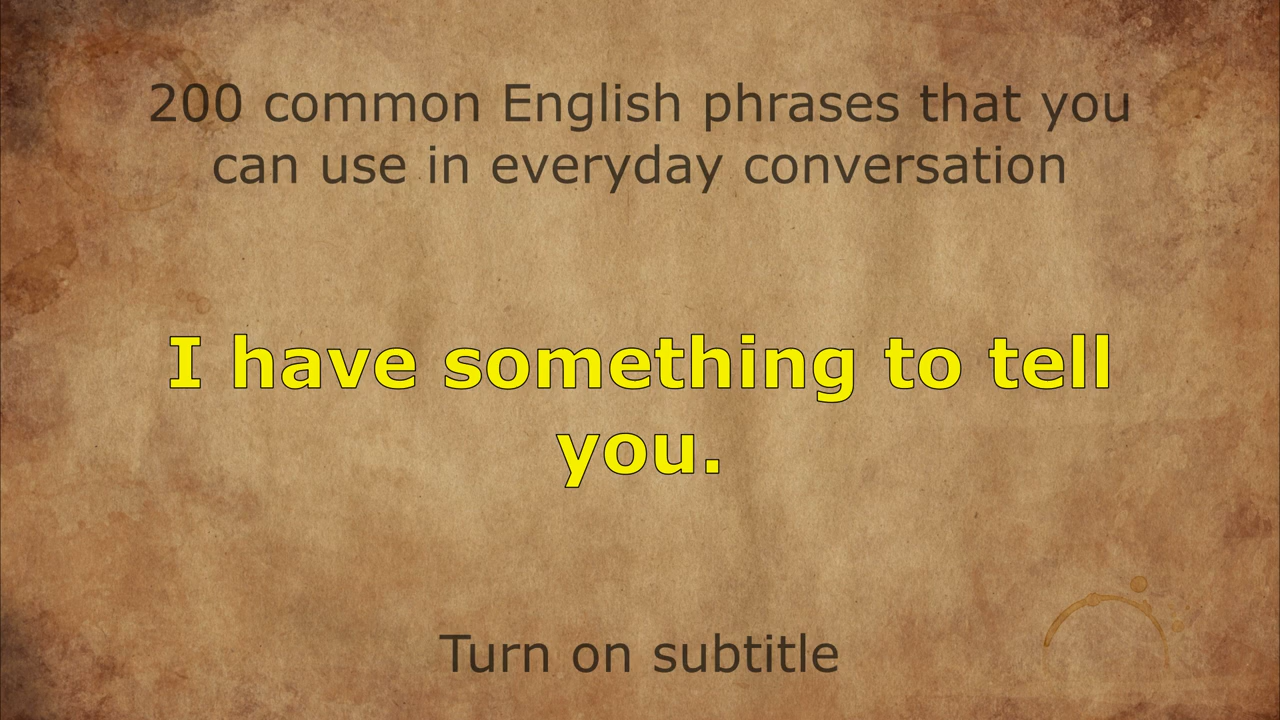 200 common English phrases that you
can use in everyday conversation
I have something to tell
you.
Turn on subtitle